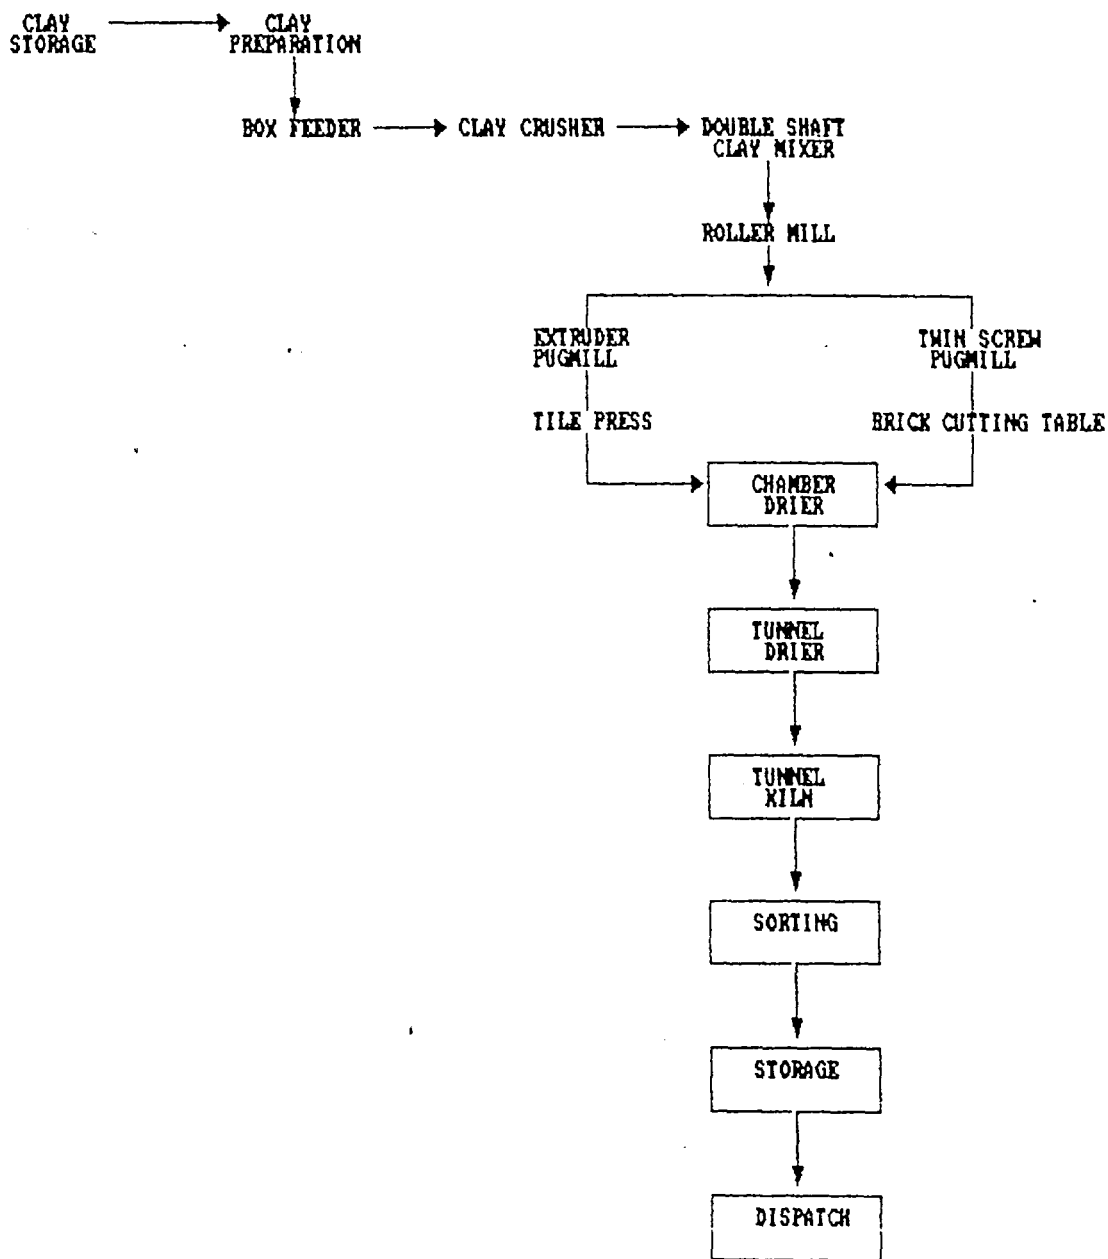 CLAY
STORAGE
CLAY
PREPARATION
BOX FEEDER
CLAY CRUSHER
DOUBLE SHAFT
CLAY MIXER
ROLLER MILL
EXTRUDER
PUGMILL
TWIN SCREW
PUGMILL
TILE PRESS
BRICK CUTTING TABLE
CHAMBER
DRIER
TUNNEL
DRIER
TUNNEL
KILN
SORTING
STORAGE
DISPATCH